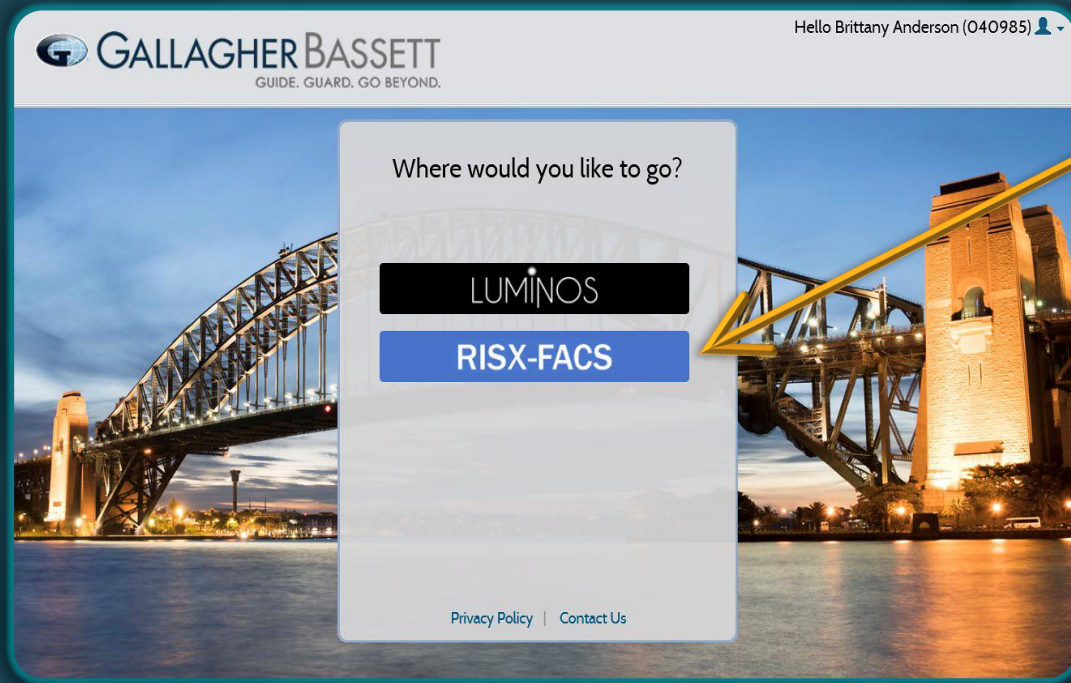 Hello Brittany Anderson (040985)
GALLAGHER BASSETT
GUIDE. GUARD. GO BEYOND.
Where would you like to go?
LUMINOS
RISX-FACS
Privacy Policy | Contact Us